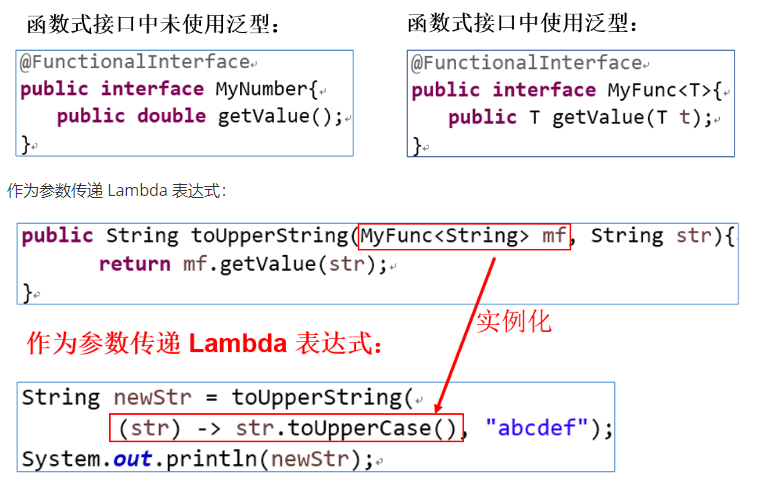 函数式接口中未使用泛型：
@FunctionalInterface
public interface MyNumber{
public double getValue();
}
函数式接口中使用泛型：
@FunctionalInterface
public interface MyFunc<T>{
public T getValue(T t);
}
作为参数传递 Lambda 表达式：
public String toUpperString(MyFunc<String> mf, String str){
return mf.getValue(str);
}
实例化
作为参数传递 Lambda 表达式：
String newStr = toUpperString(
(str) -> str.toUpperCase(), "abcdef");
System.out.println(newStr);